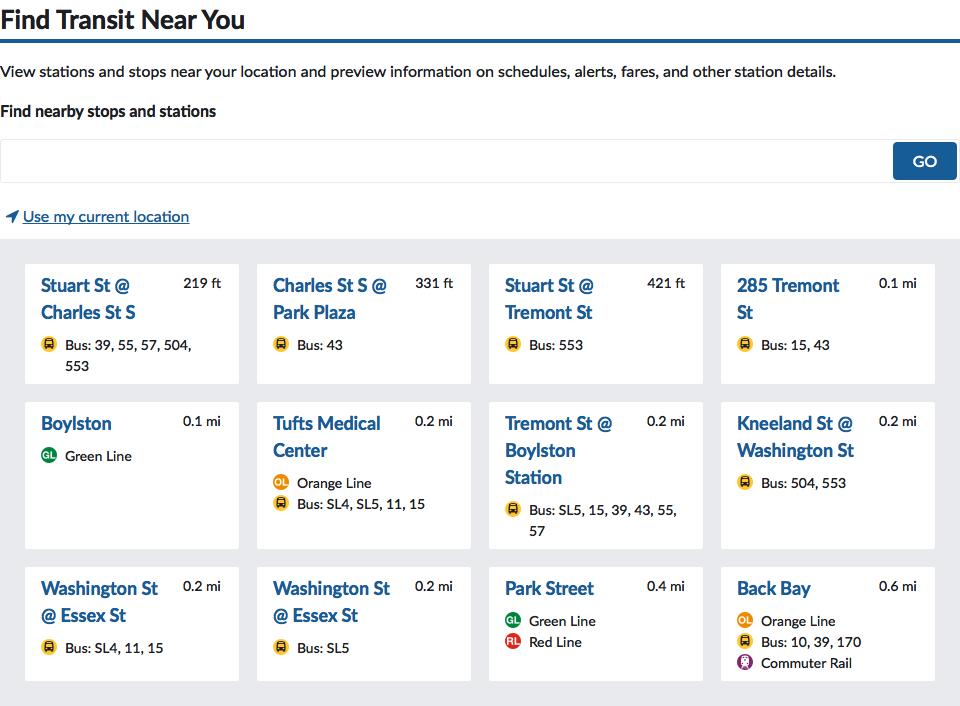 Find Transit Near You
View stations and stops near your location and preview information on schedules, alerts, fares, and other station details.
Find nearby stops and stations
GO
Use my current location
Stuart St @ 219 ft
Charles St S
Bus: 39, 55, 57, 504,
553
Charles St S @ 331 ft
Park Plaza
Bus: 43
Stuart St @ 421 ft
Tremont St
Bus: 553
285 Tremont 0.1 mi
St
Bus: 15, 43
Boylston 0.1 mi
GL Green Line
Tufts Medical 0.2 mi
Center
OL Orange Line
Bus: SL4, SL5, 11, 15
Tremont St @ 0.2 mi
Boylston
Station
Bus: SL5, 15, 39, 43, 55,
57
Kneeland St @ 0.2 mi
Washington St
Bus: 504, 553
Washington St 0.2 mi
@ Essex St
Bus: SL4, 11, 15
Washington St 0.2 mi
@ Essex St
Bus: SL5
Park Street 0.4 mi
GL Green Line
RL Red Line
Back Bay 0.6 mi
OL Orange Line
Bus: 10, 39, 170
Commuter Rail